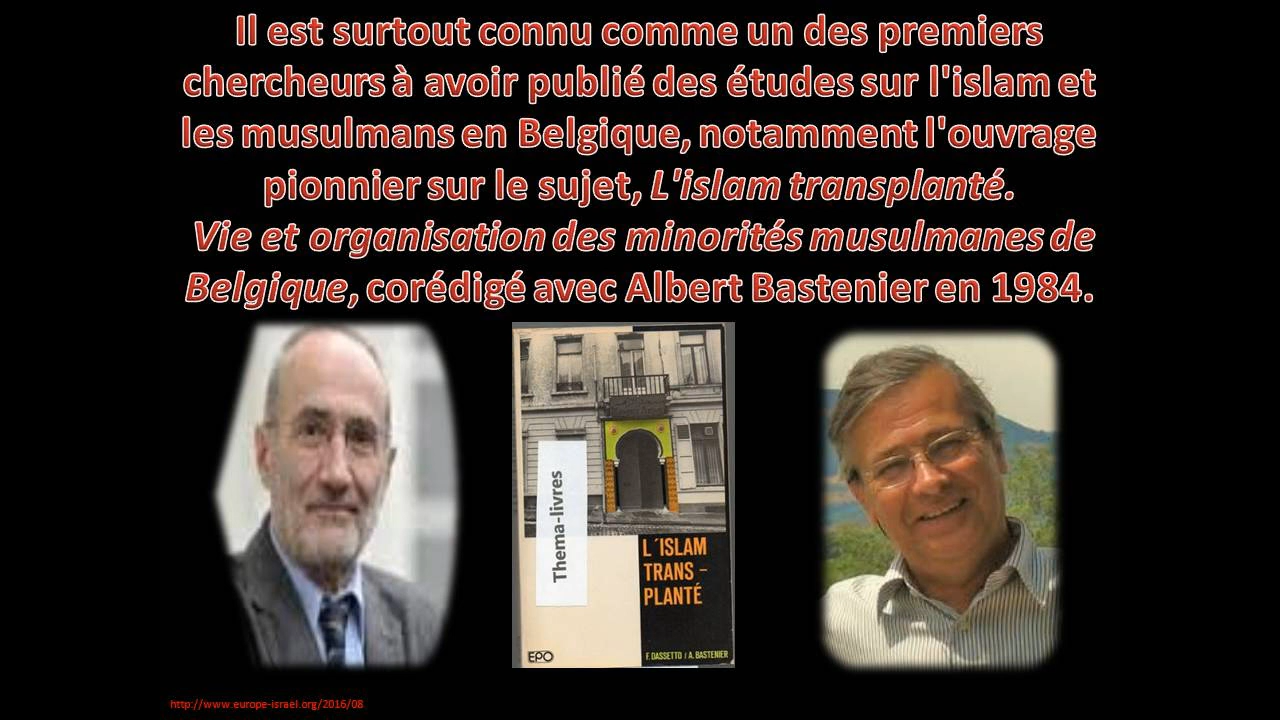 Il est surtout connu comme un des premiers
chercheurs à avoir publié des études sur l'islam et
les musulmans en Belgique, notamment l'ouvrage
pionnier sur le sujet, L'islam transplanté.
Vie et organisation des minorités musulmanes de
Belgique, corédigé avec Albert Bastenier en 1984.
Thema-livres
L'ISLAM
TRANS-
PLANTÉ
EPO
F. DASSETTO / A. BASTENIER
http://www.europe-israel.org/2016/08